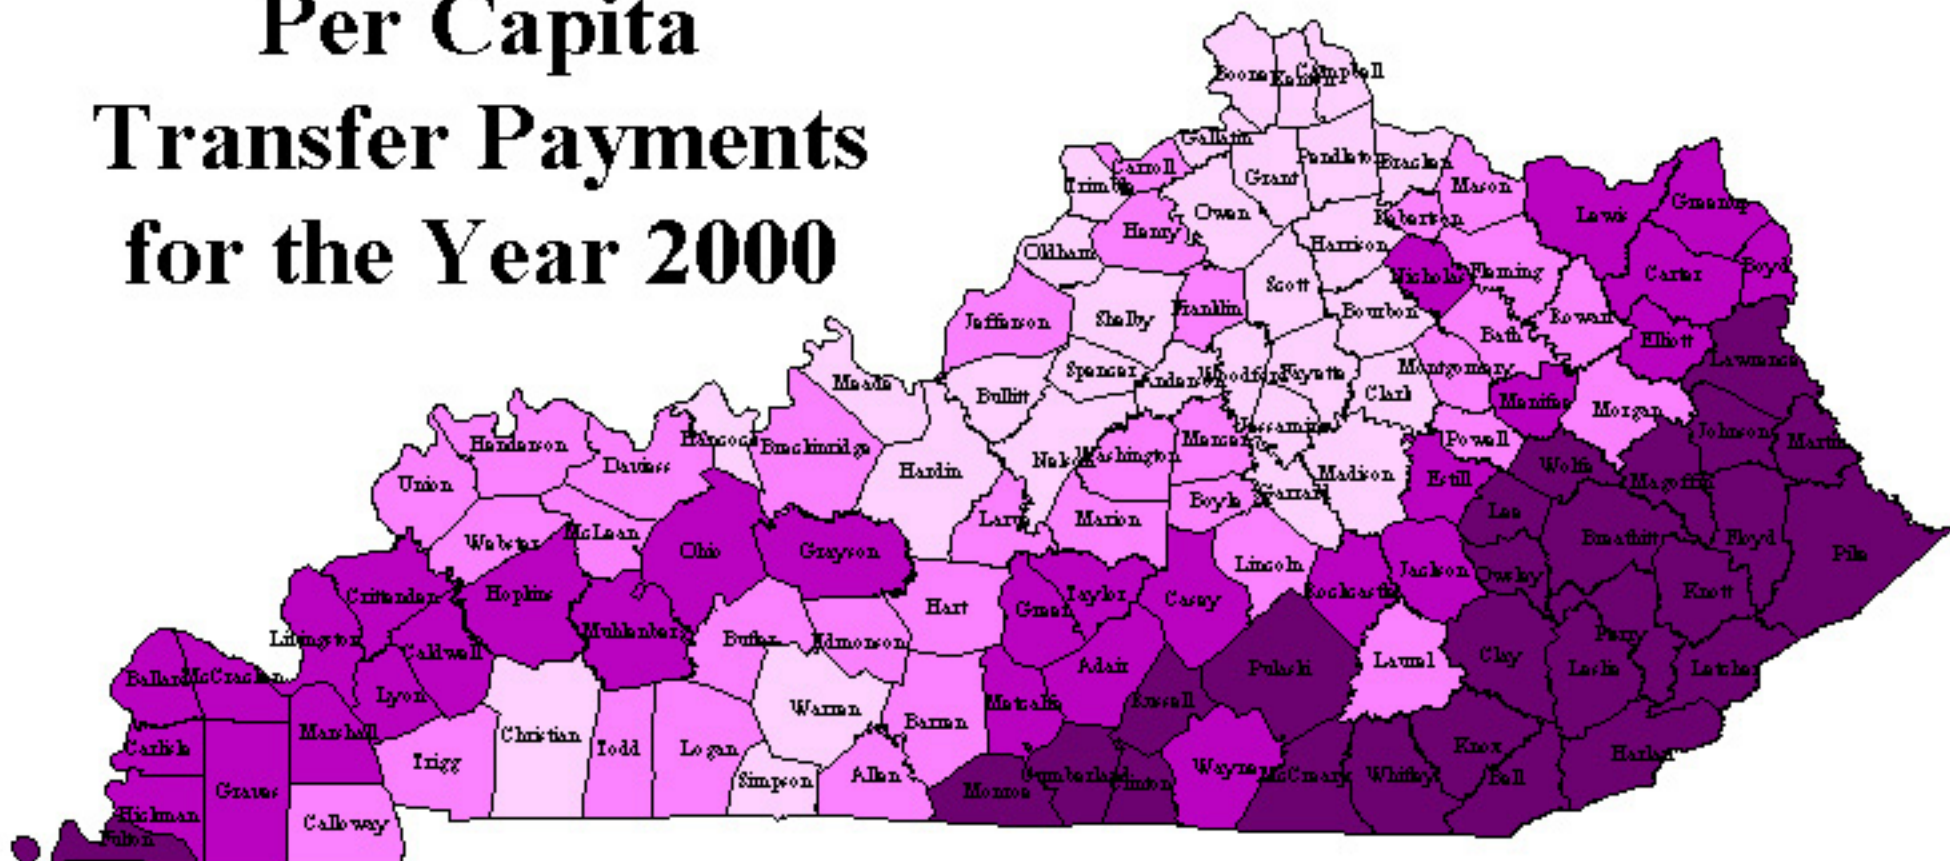 Per Capita
Transfer Payments
for the Year 2000
Boone
Kenton
Campbell
Gallatin
Carroll
Trimble
Grant
Pendleton
Bracken
Mason
Lewis
Greenup
Owen
Robertson
Henry
Oldham
Harrison
Nicholas
Fleming
Carter
Boyd
Scott
Jefferson
Shelby
Franklin
Bourbon
Rowan
Bath
Elliott
Lawrence
Meade
Bullitt
Spencer
Anderson
Woodford
Fayette
Clark
Montgomery
Menifee
Morgan
Johnson
Martin
Henderson
Hancock
Daviess
Breckinridge
Hardin
Nelson
Washington
Mercer
Jessamine
Powell
Union
Madison
Estill
Wolfe
Magoffin
Garrard
Boyle
Larue
Marion
Lee
Webster
McLean
Ohio
Grayson
Breathitt
Floyd
Pike
Lincoln
Jackson
Owsley
Knott
Crittenden
Hopkins
Hart
Green
Taylor
Casey
Rockcastle
Livingston
Muhlenberg
Butler
Edmonson
Perry
Caldwell
Adair
Pulaski
Laurel
Clay
Leslie
Letcher
Ballard
McCracken
Lyon
Metcalfe
Russell
Warren
Barren
Marshall
Christian
Todd
Logan
Carlisle
Trigg
Simpson
Allen
Monroe
Cumberland
Clinton
Wayne
McCreary
Whitley
Knox
Bell
Harlan
Graves
Hickman
Calloway
Fulton